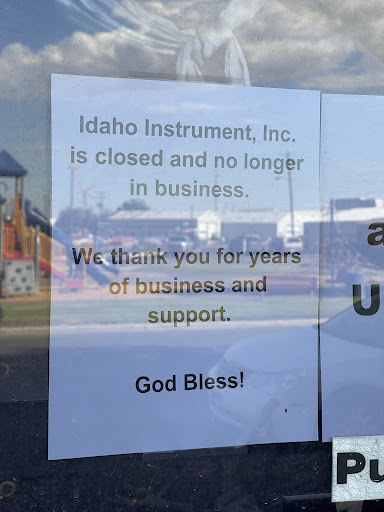 Idaho Instrument, Inc.
is closed and no longer
in business.
We thank you for years
of business and
support.
God Bless!